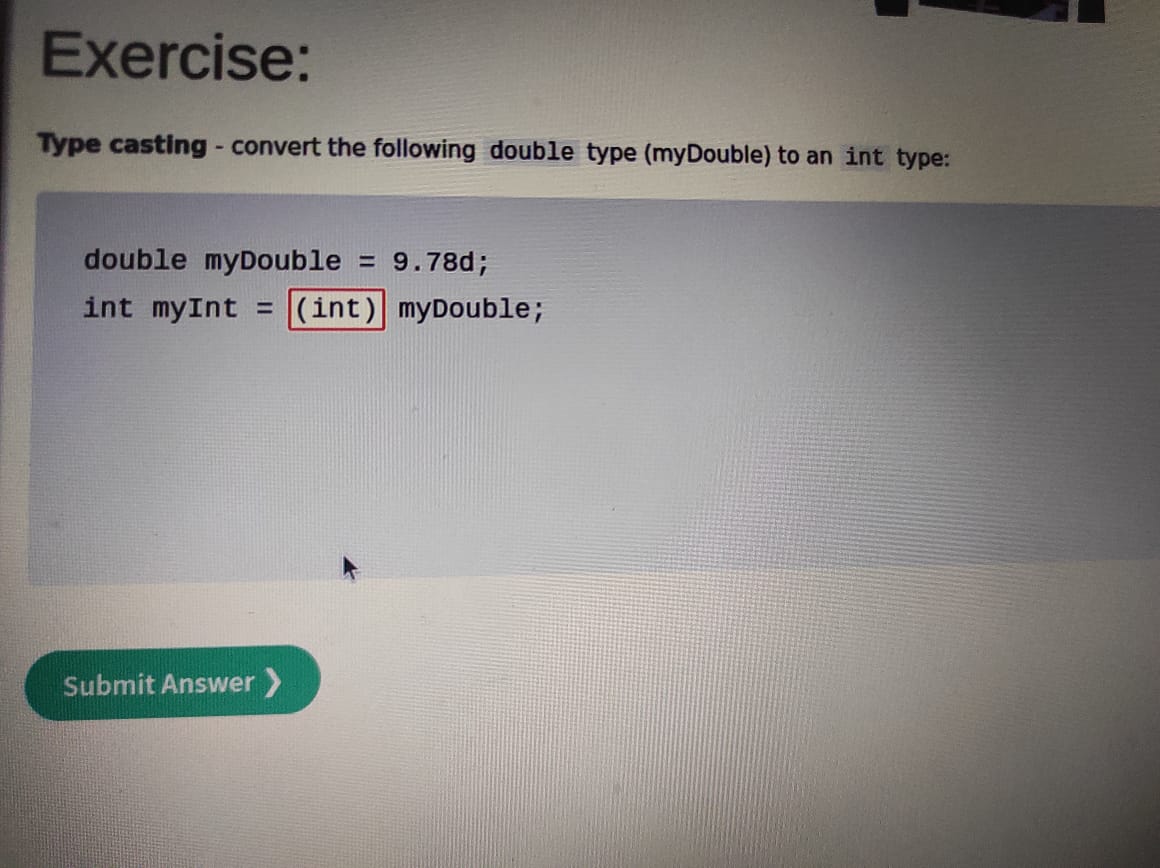 Exercise:
Type casting - convert the following double type (myDouble) to an int type:
double myDouble = 9.78d;
int myInt = (int) myDouble;
Submit Answer ❯